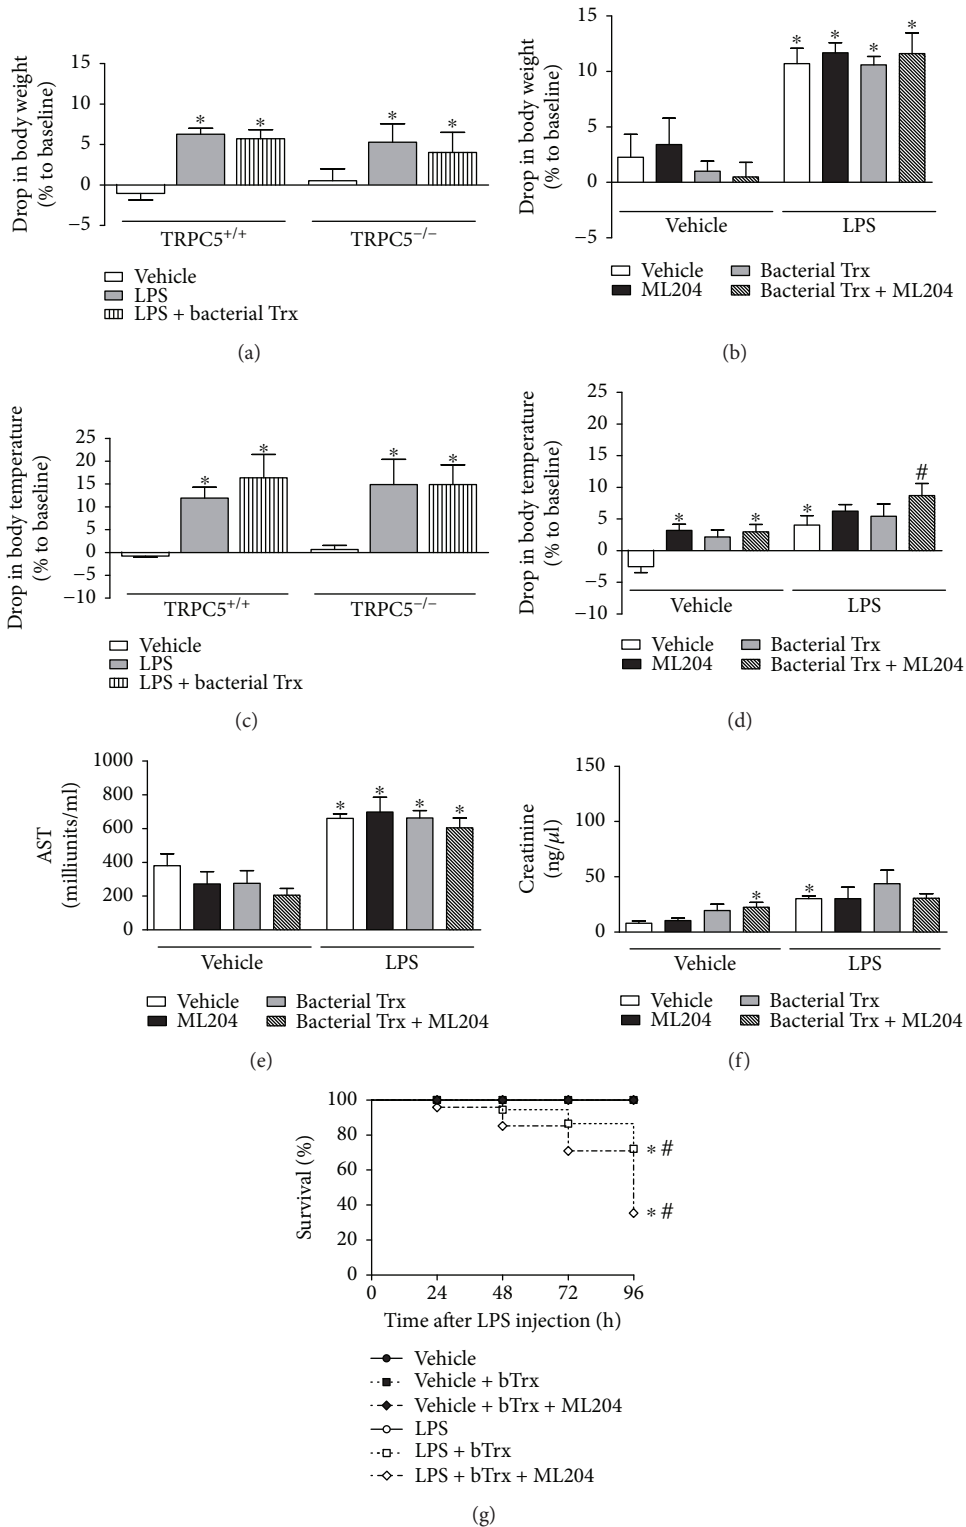 Drop in body weight
(% to baseline)
15
10
5
0
−5
* * * *
TRPC5+/+ TRPC5−/−
Vehicle
LPS
LPS + bacterial Trx
(a)
Drop in body weight
(% to baseline)
15
10
5
0
−5
* * * *
Vehicle LPS
Vehicle Bacterial Trx
ML204 Bacterial Trx + ML204
(b)
Drop in body temperature
(% to baseline)
25
20
15
10
5
0
−5
−10
* * * *
TRPC5+/+ TRPC5−/−
Vehicle
LPS
LPS + bacterial Trx
(c)
Drop in body temperature
(% to baseline)
25
20
15
10
5
0
−5
−10
* * * #
Vehicle LPS
Vehicle Bacterial Trx
ML204 Bacterial Trx + ML204
(d)
AST
(milliunits/ml)
1000
800
600
400
200
0
* * * *
Vehicle LPS
Vehicle Bacterial Trx
ML204 Bacterial Trx + ML204
(e)
Creatinine
(ng/μl)
150
100
50
0
* *
Vehicle LPS
Vehicle Bacterial Trx
ML204 Bacterial Trx + ML204
(f)
Survival (%)
100
80
60
40
20
0
* #
* #
0 24 48 72 96
Time after LPS injection (h)
Vehicle
Vehicle + bTrx
Vehicle + bTrx + ML204
LPS
LPS + bTrx
LPS + bTrx + ML204
(g)